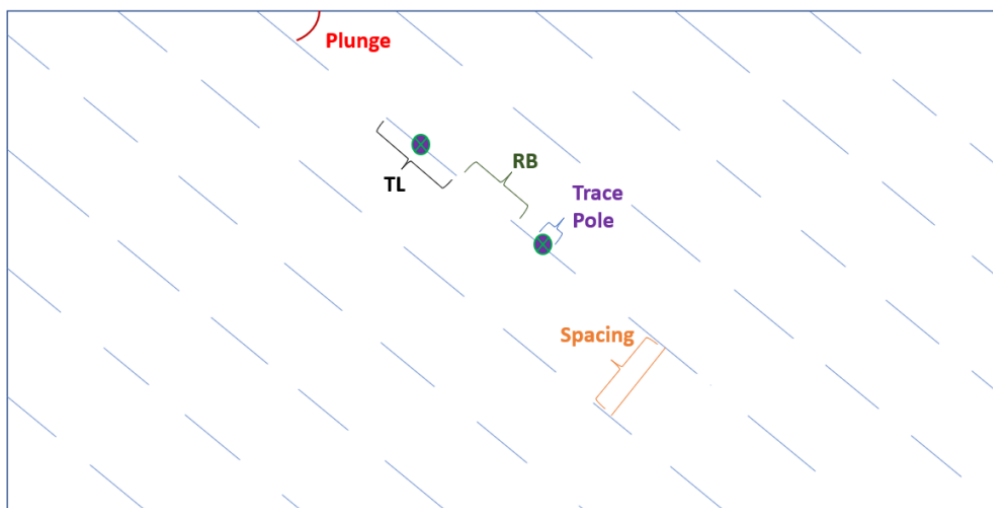 Plunge
TL
RB
Trace
Pole
Spacing